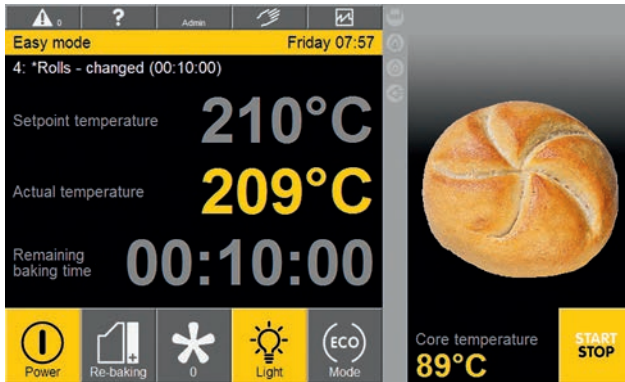 0 ? Admin
Easy mode Friday 07:57
4: *Rolls - changed (00:10:00)
Setpoint temperature 210°C
Actual temperature 209°C
Remaining
baking time 00:10:00
Power Re-baking 0 Light ECO Mode
Core temperature
89°C
START
STOP